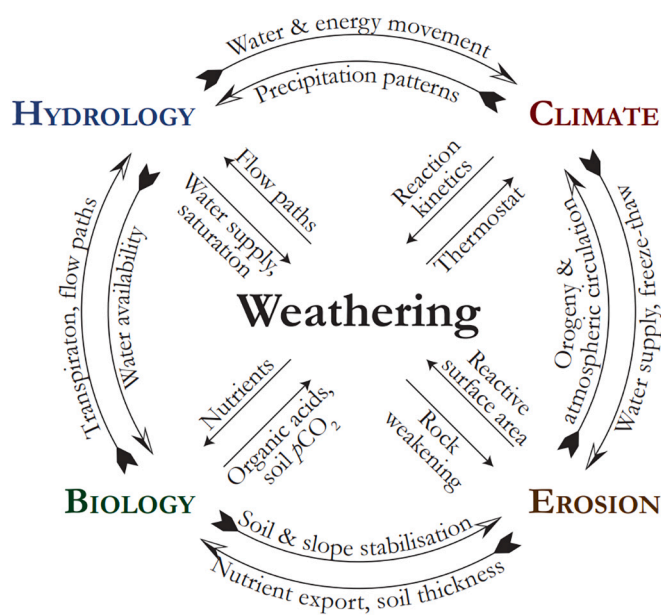 Water & energy movement
Precipitation patterns
HYDROLOGY
CLIMATE
Flow paths
Water supply,
saturation
Reaction
kinetics
Thermostat
Transpiraton, flow paths
Water availability
Orogeny &
atmospheric circulation
Water supply, freeze-thaw
Weathering
Nutrients
Organic acids,
soil pCO₂
Reactive
surface area
Rock
weakening
BIOLOGY
EROSION
Soil & slope stabilisation
Nutrient export, soil thickness